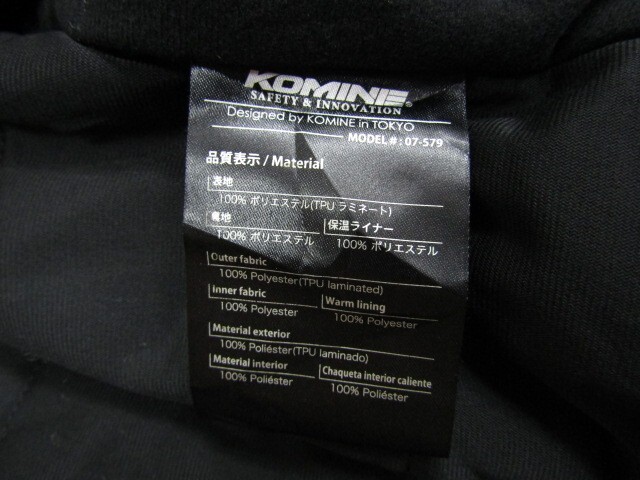 KOMINE®
SAFETY & INNOVATION
Designed by KOMINE in TOKYO
MODEL # : 07-579
品質表示 / Material
表地
100% ポリエステル(TPU ラミネート)
裏地 保温ライナー
100% ポリエステル 100% ポリエステル
Outer fabric
100% Polyester(TPU laminated)
Inner fabric Warm lining
100% Polyester 100% Polyester
Material exterior
100% Poliéster(TPU laminado)
Material interior Chaqueta interior caliente
100% Poliéster 100% Poliéster